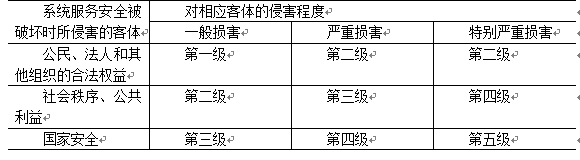 系统服务安全被破坏时所侵害的客体 对相应客体的侵害程度
一般损害 严重损害 特别严重损害
公民、法人和其他组织的合法权益 第一级 第二级 第二级
社会秩序、公共利益 第二级 第三级 第四级
国家安全 第三级 第四级 第五级